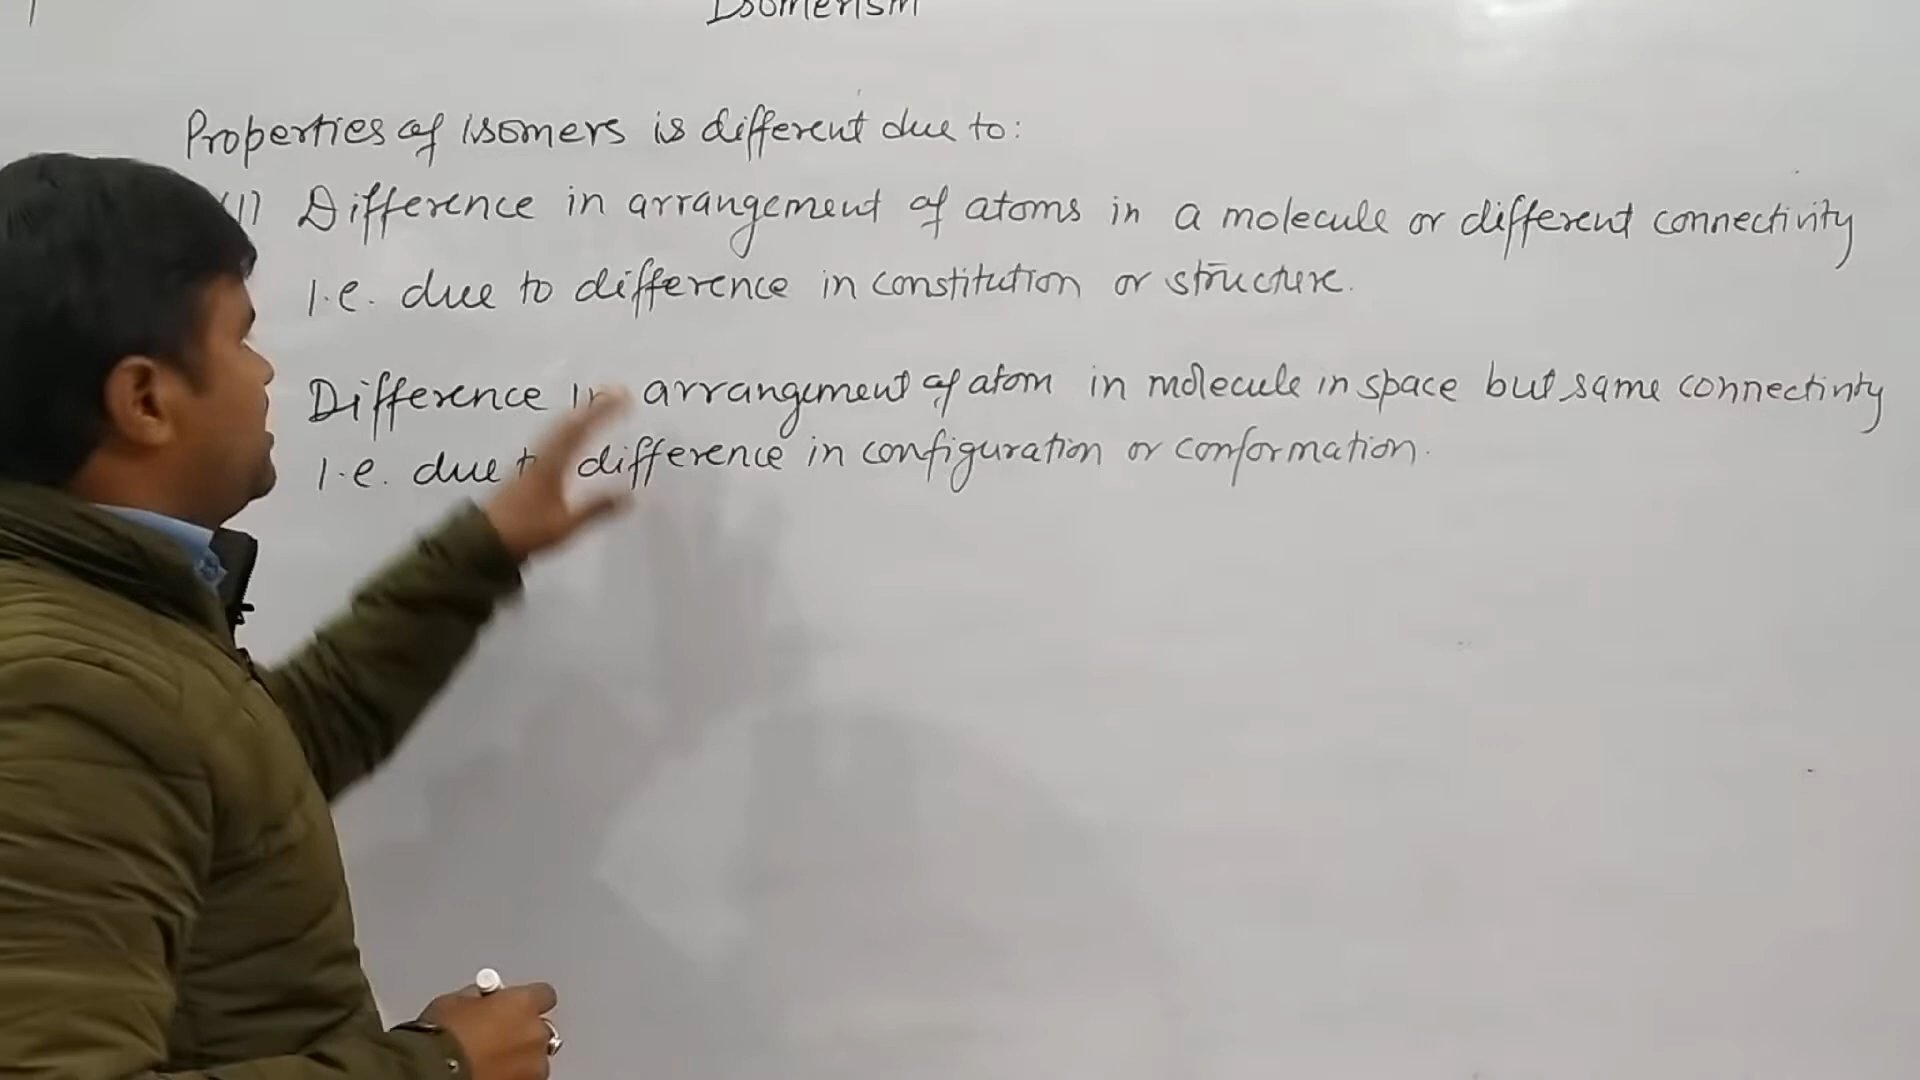 Isomerism
Properties of isomers is different due to:
(1) Difference in arrangement of atoms in a molecule or different connectivity
I.e. due to difference in constitution or structure.
Difference in arrangement of atom in molecule in space but same connectivity
I.e. due to difference in configuration or conformation.